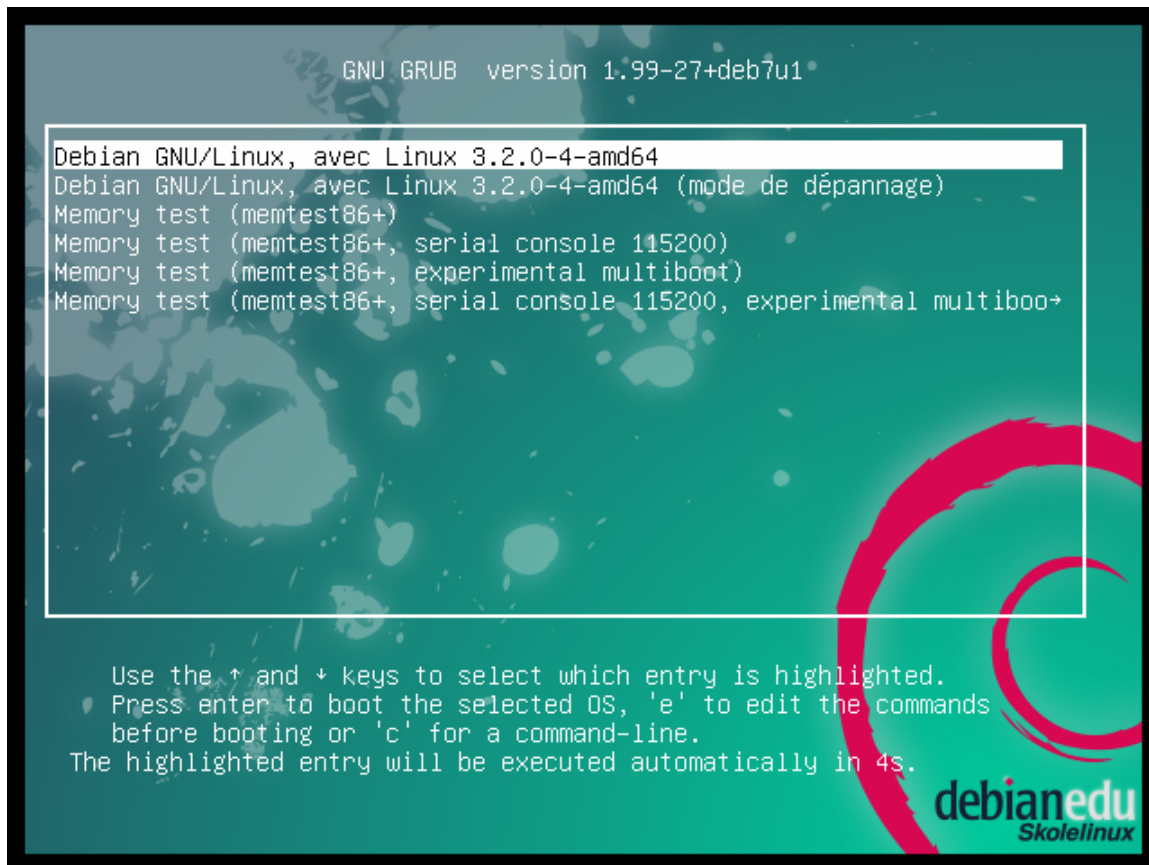 GNU GRUB  version 1.99-27+deb7u1
Debian GNU/Linux, avec Linux 3.2.0-4-amd64
Debian GNU/Linux, avec Linux 3.2.0-4-amd64 (mode de dépannage)
Memory test (memtest86+)
Memory test (memtest86+, serial console 115200)
Memory test (memtest86+, experimental multiboot)
Memory test (memtest86+, serial console 115200, experimental multiboo→
Use the ↑ and ↓ keys to select which entry is highlighted.
Press enter to boot the selected OS, 'e' to edit the commands
before booting or 'c' for a command-line.
The highlighted entry will be executed automatically in 4s.
debianedu
Skolelinux